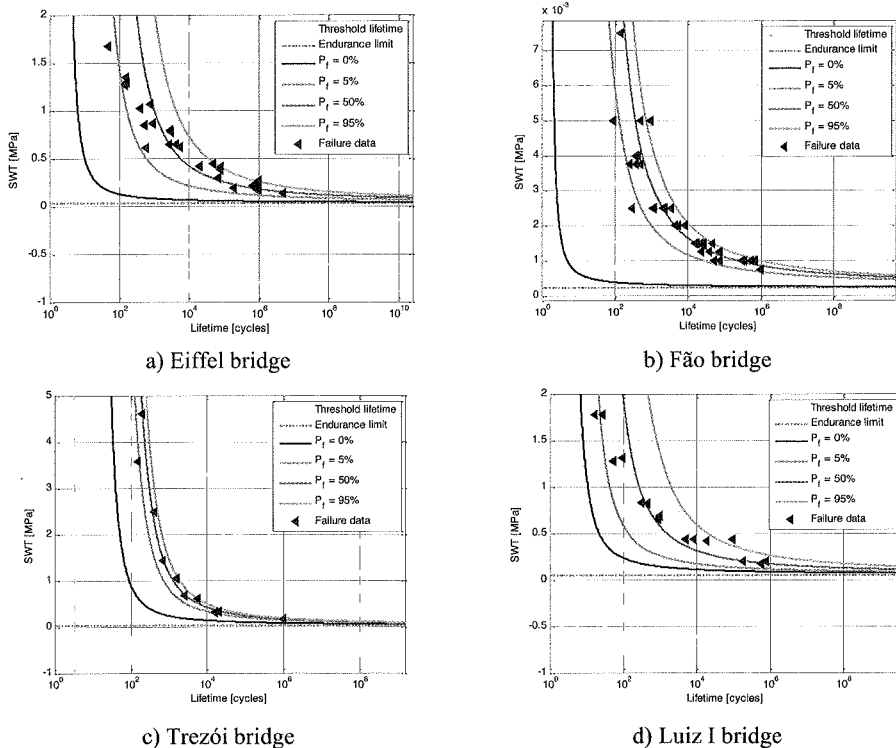 2
1.5
1
0.5
0
-0.5
-1
SWT [MPa]
10^0 10^2 10^4 10^6 10^8 10^10
Lifetime [cycles]
Threshold lifetime
Endurance limit
P_f = 0%
P_f = 5%
P_f = 50%
P_f = 95%
Failure data
a) Eiffel bridge
x 10^-3
7
6
5
4
3
2
1
0
SWT [MPa]
10^0 10^2 10^4 10^6 10^8
Lifetime [cycles]
Threshold lifetime
Endurance limit
P_f = 0%
P_f = 5%
P_f = 50%
P_f = 95%
Failure data
b) Fão bridge
5
4
3
2
1
0
-1
SWT [MPa]
10^0 10^2 10^4 10^6 10^8
Lifetime [cycles]
Threshold lifetime
Endurance limit
P_f = 0%
P_f = 5%
P_f = 50%
P_f = 95%
Failure data
c) Trezói bridge
2
1.5
1
0.5
0
-0.5
-1
SWT [MPa]
10^0 10^2 10^4 10^6 10^8
Lifetime [cycles]
Threshold lifetime
Endurance limit
P_f = 0%
P_f = 5%
P_f = 50%
P_f = 95%
Failure data
d) Luiz I bridge